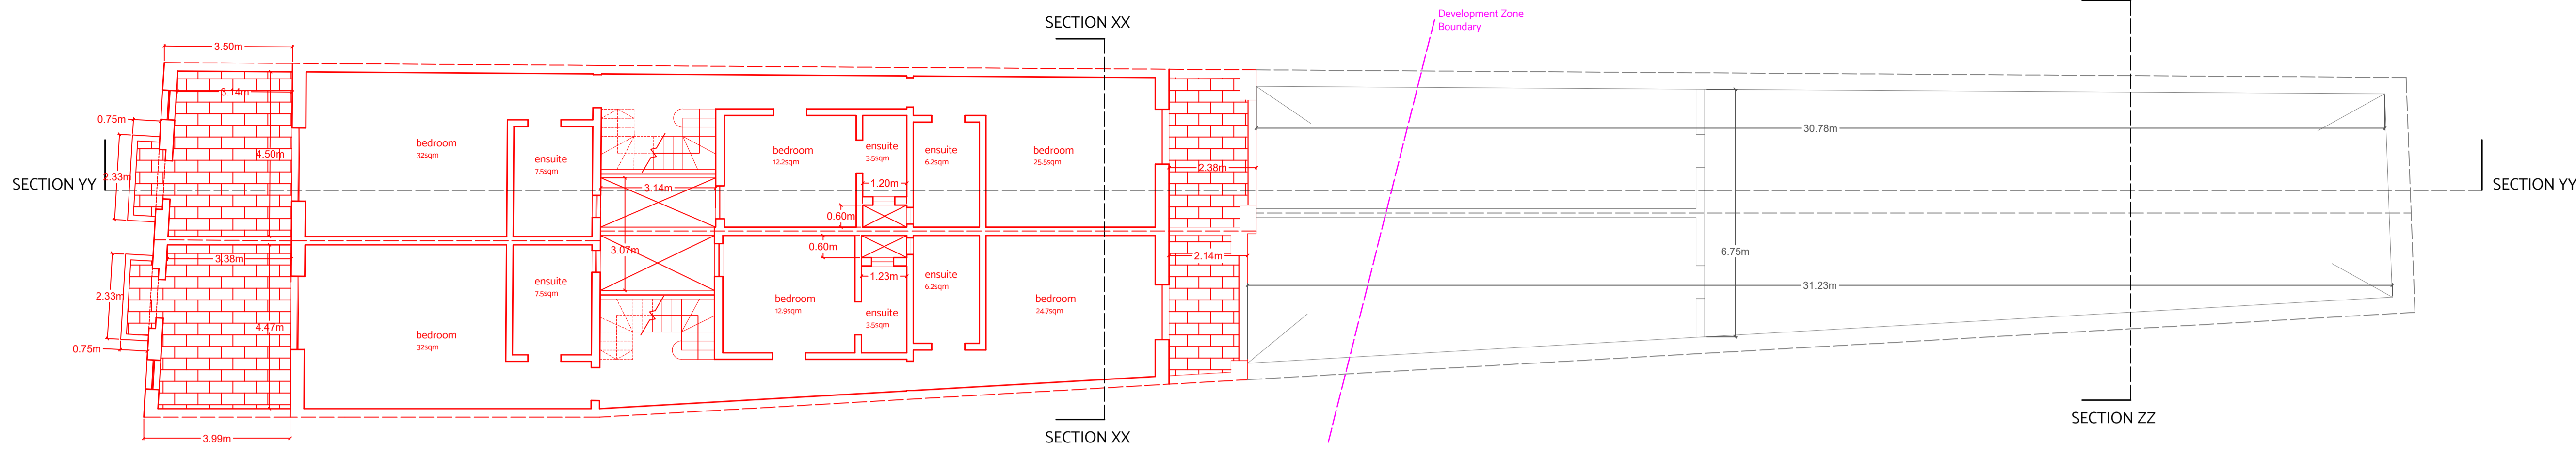 SECTION XX
Development Zone
Boundary
3.50m
3.14m
0.75m
4.50m
2.33m
bedroom
32sqm
ensuite
7.5sqm
bedroom
12.2sqm
ensuite
3.5sqm
ensuite
6.2sqm
bedroom
25.5sqm
30.78m
SECTION YY
3.14m
1.20m
2.38m
SECTION YY
0.60m
0.60m
3.07m
3.38m
2.14m
6.75m
1.23m
ensuite
7.5sqm
ensuite
6.2sqm
31.23m
2.33m
bedroom
12.9sqm
ensuite
3.5sqm
bedroom
24.7sqm
4.47m
bedroom
32sqm
0.75m
3.99m
SECTION XX
SECTION ZZ